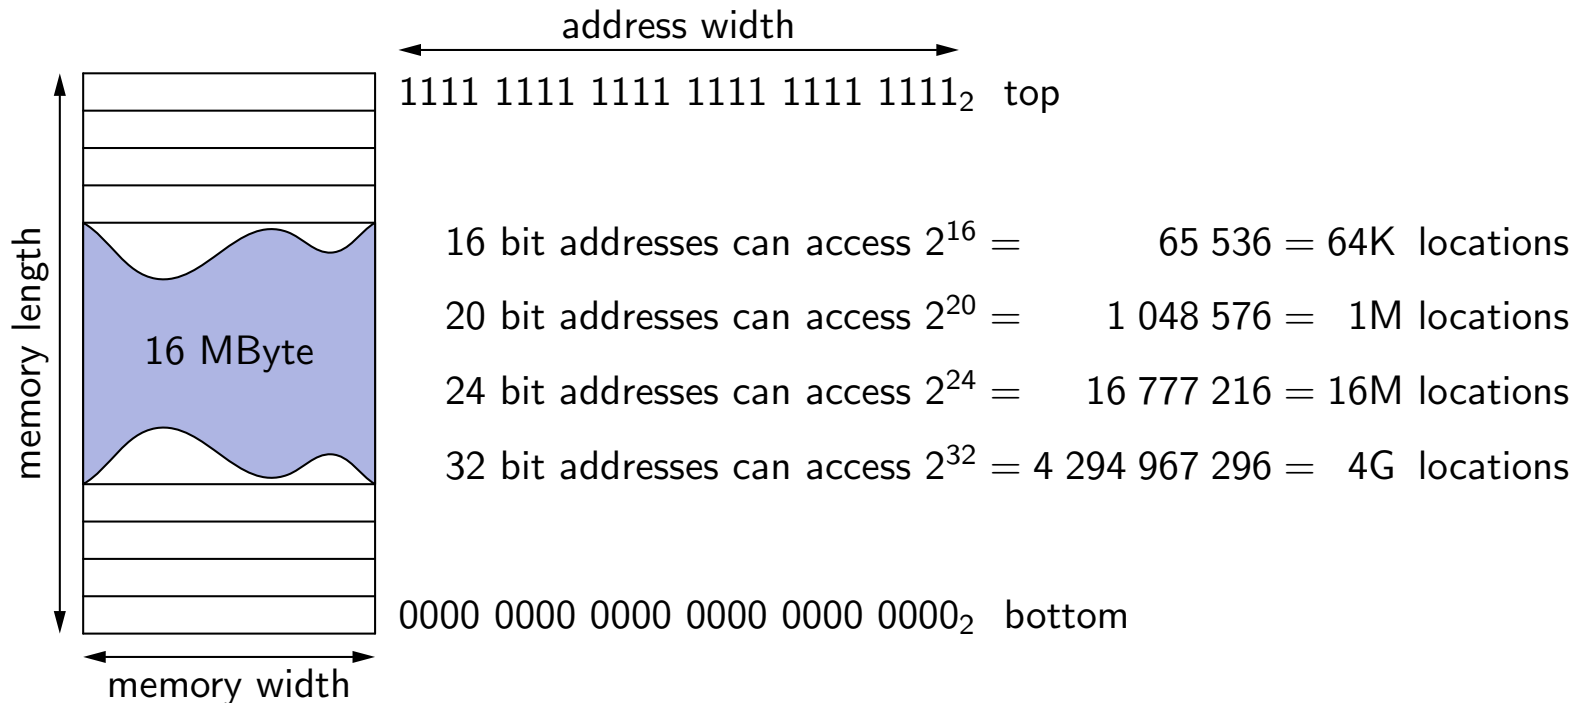 address width
1111 1111 1111 1111 1111 1111₂ top
memory length
16 bit addresses can access 2¹⁶ = 65 536 = 64K locations
20 bit addresses can access 2²⁰ = 1 048 576 = 1M locations
16 MByte
24 bit addresses can access 2²⁴ = 16 777 216 = 16M locations
32 bit addresses can access 2³² = 4 294 967 296 = 4G locations
0000 0000 0000 0000 0000 0000₂ bottom
memory width